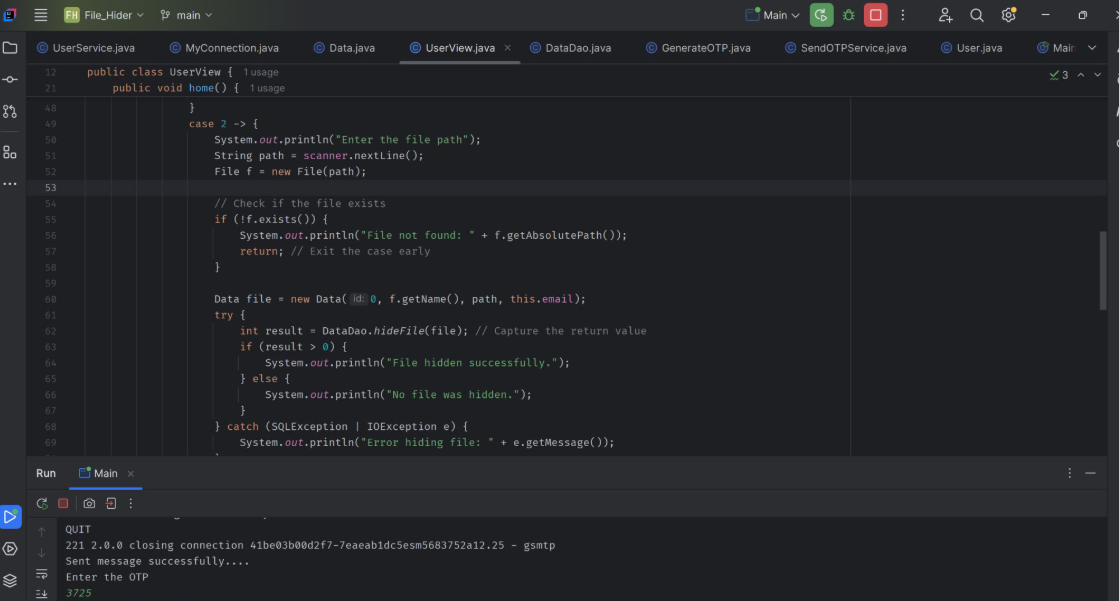 FH File_Hider main Main
UserService.java MyConnection.java Data.java UserView.java DataDao.java GenerateOTP.java SendOTPService.java User.java Main
12 public class UserView { 1 usage
3
21 public void home() { 1 usage
48 }
49 case 2 -> {
50 System.out.println("Enter the file path");
51 String path = scanner.nextLine();
52 File f = new File(path);
53
54 // Check if the file exists
55 if (!f.exists()) {
56 System.out.println("File not found: " + f.getAbsolutePath());
57 return; // Exit the case early
58 }
59
60 Data file = new Data( id: 0, f.getName(), path, this.email);
61 try {
62 int result = DataDao.hideFile(file); // Capture the return value
63 if (result > 0) {
64 System.out.println("File hidden successfully.");
65 } else {
66 System.out.println("No file was hidden.");
67 }
68 } catch (SQLException | IOException e) {
69 System.out.println("Error hiding file: " + e.getMessage());
Run Main
QUIT
221 2.0.0 closing connection 41be03b00d2f7-7eaeab1dc5esm5683752a12.25 - gsmtp
Sent message successfully....
Enter the OTP
3725